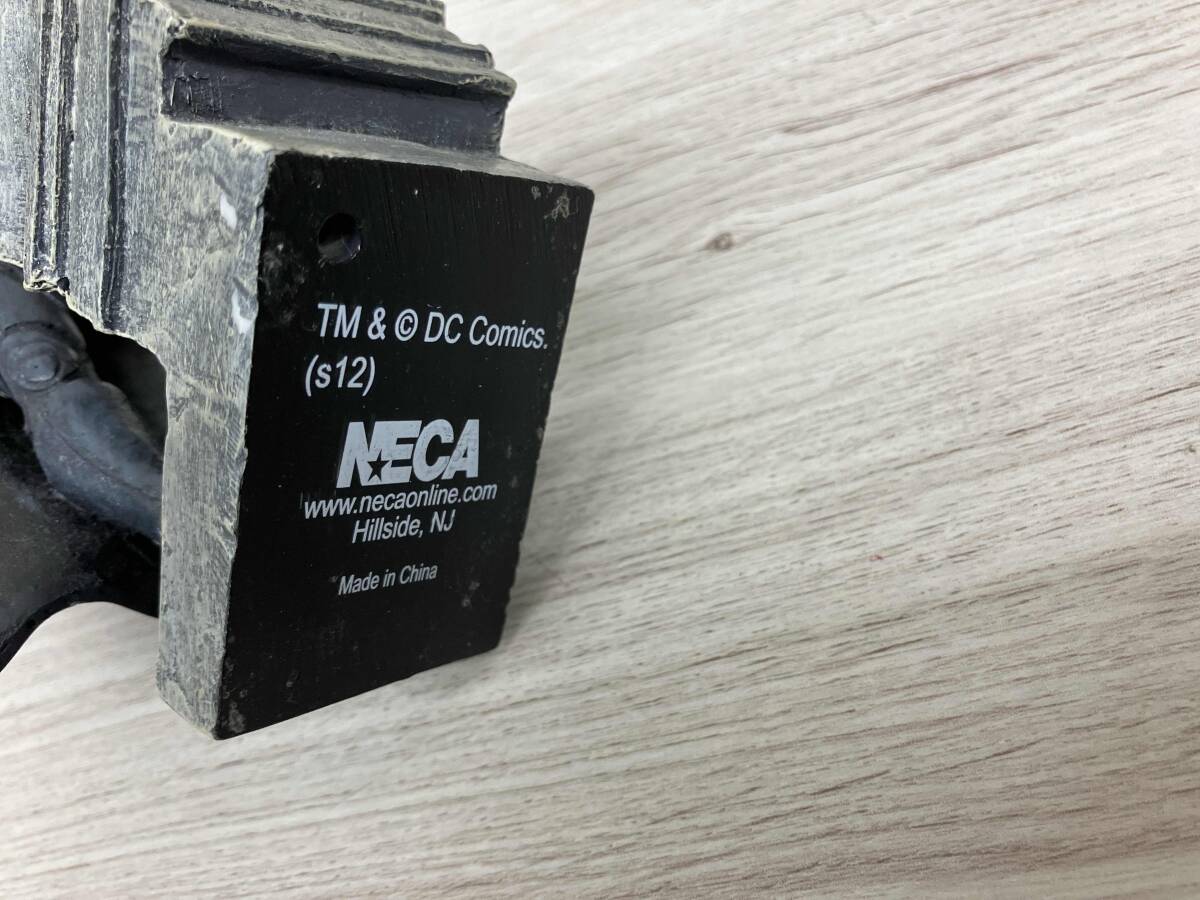 TM & © DC Comics.
(s12)
NECA
www.necaonline.com
Hillside, NJ
Made in China